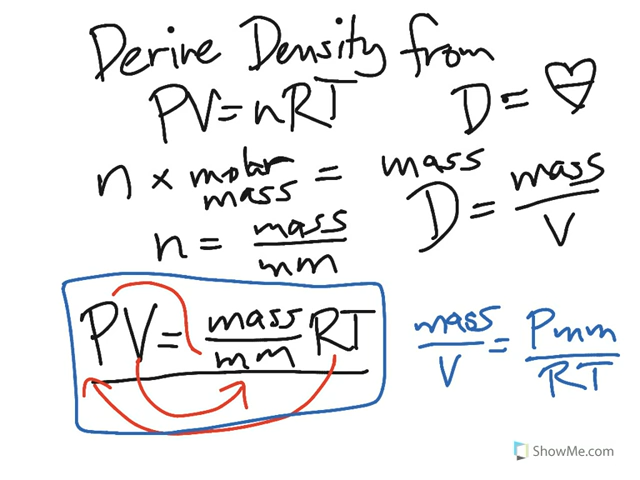 Derive Density from
PV=nRT
D = ♡
n × molar mass = mass
D = mass/V
n = mass/mm
PV = mass/mm RT
mass/V = Pmm/RT
ShowMe.com